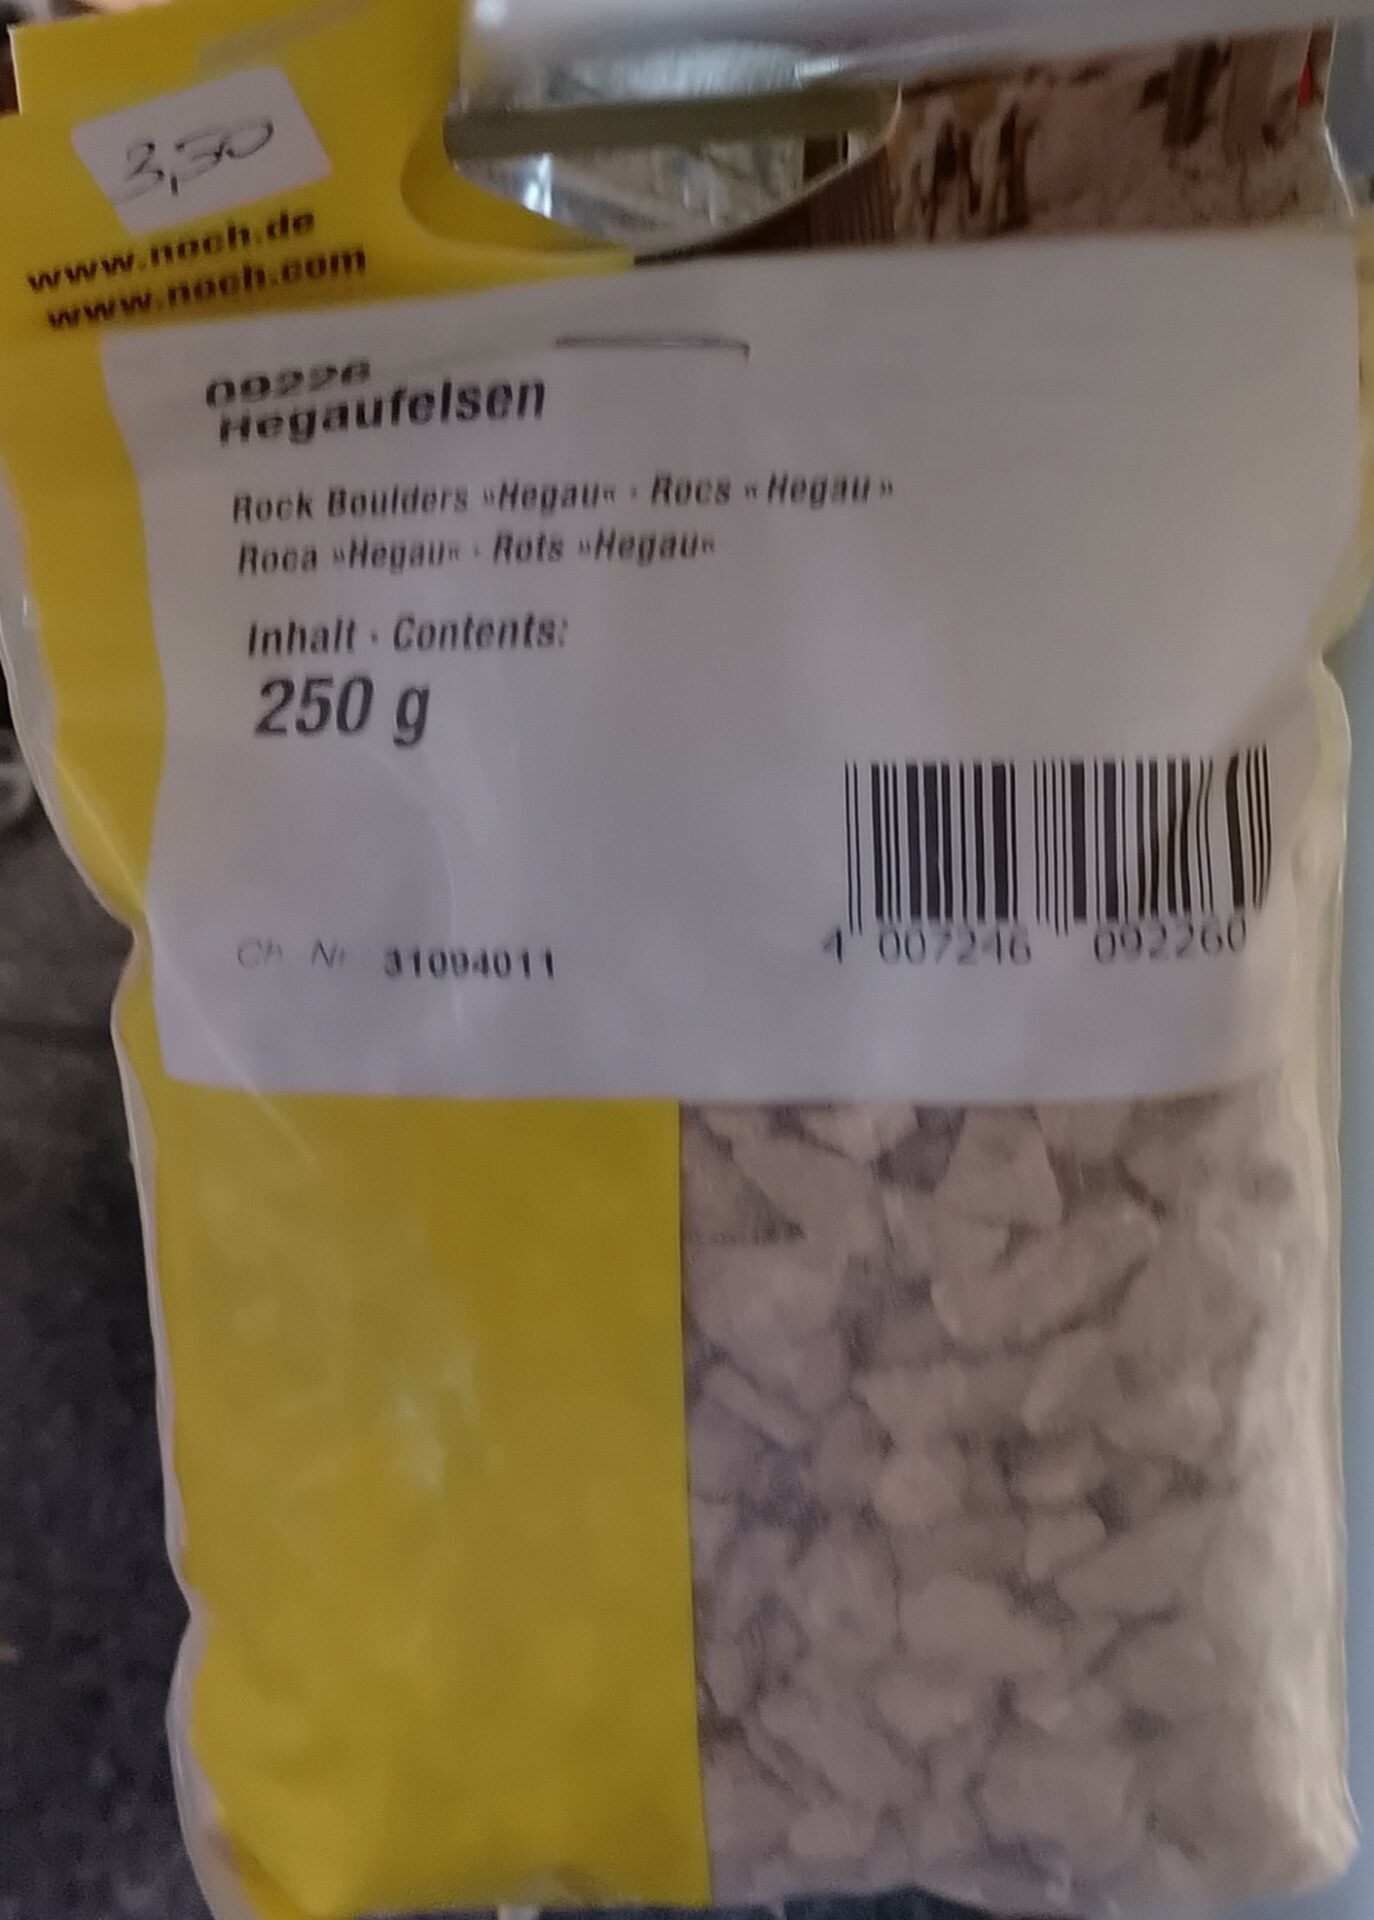 3,50
www.noch.de
www.noch.com
09226
Hegaufelsen
Rock Boulders »Hegau« · Rocs « Hegau »
Roca »Hegau« · Rots »Hegau«
Inhalt · Contents:
250 g
Ch. Nr. 31094011
4 007246 092260